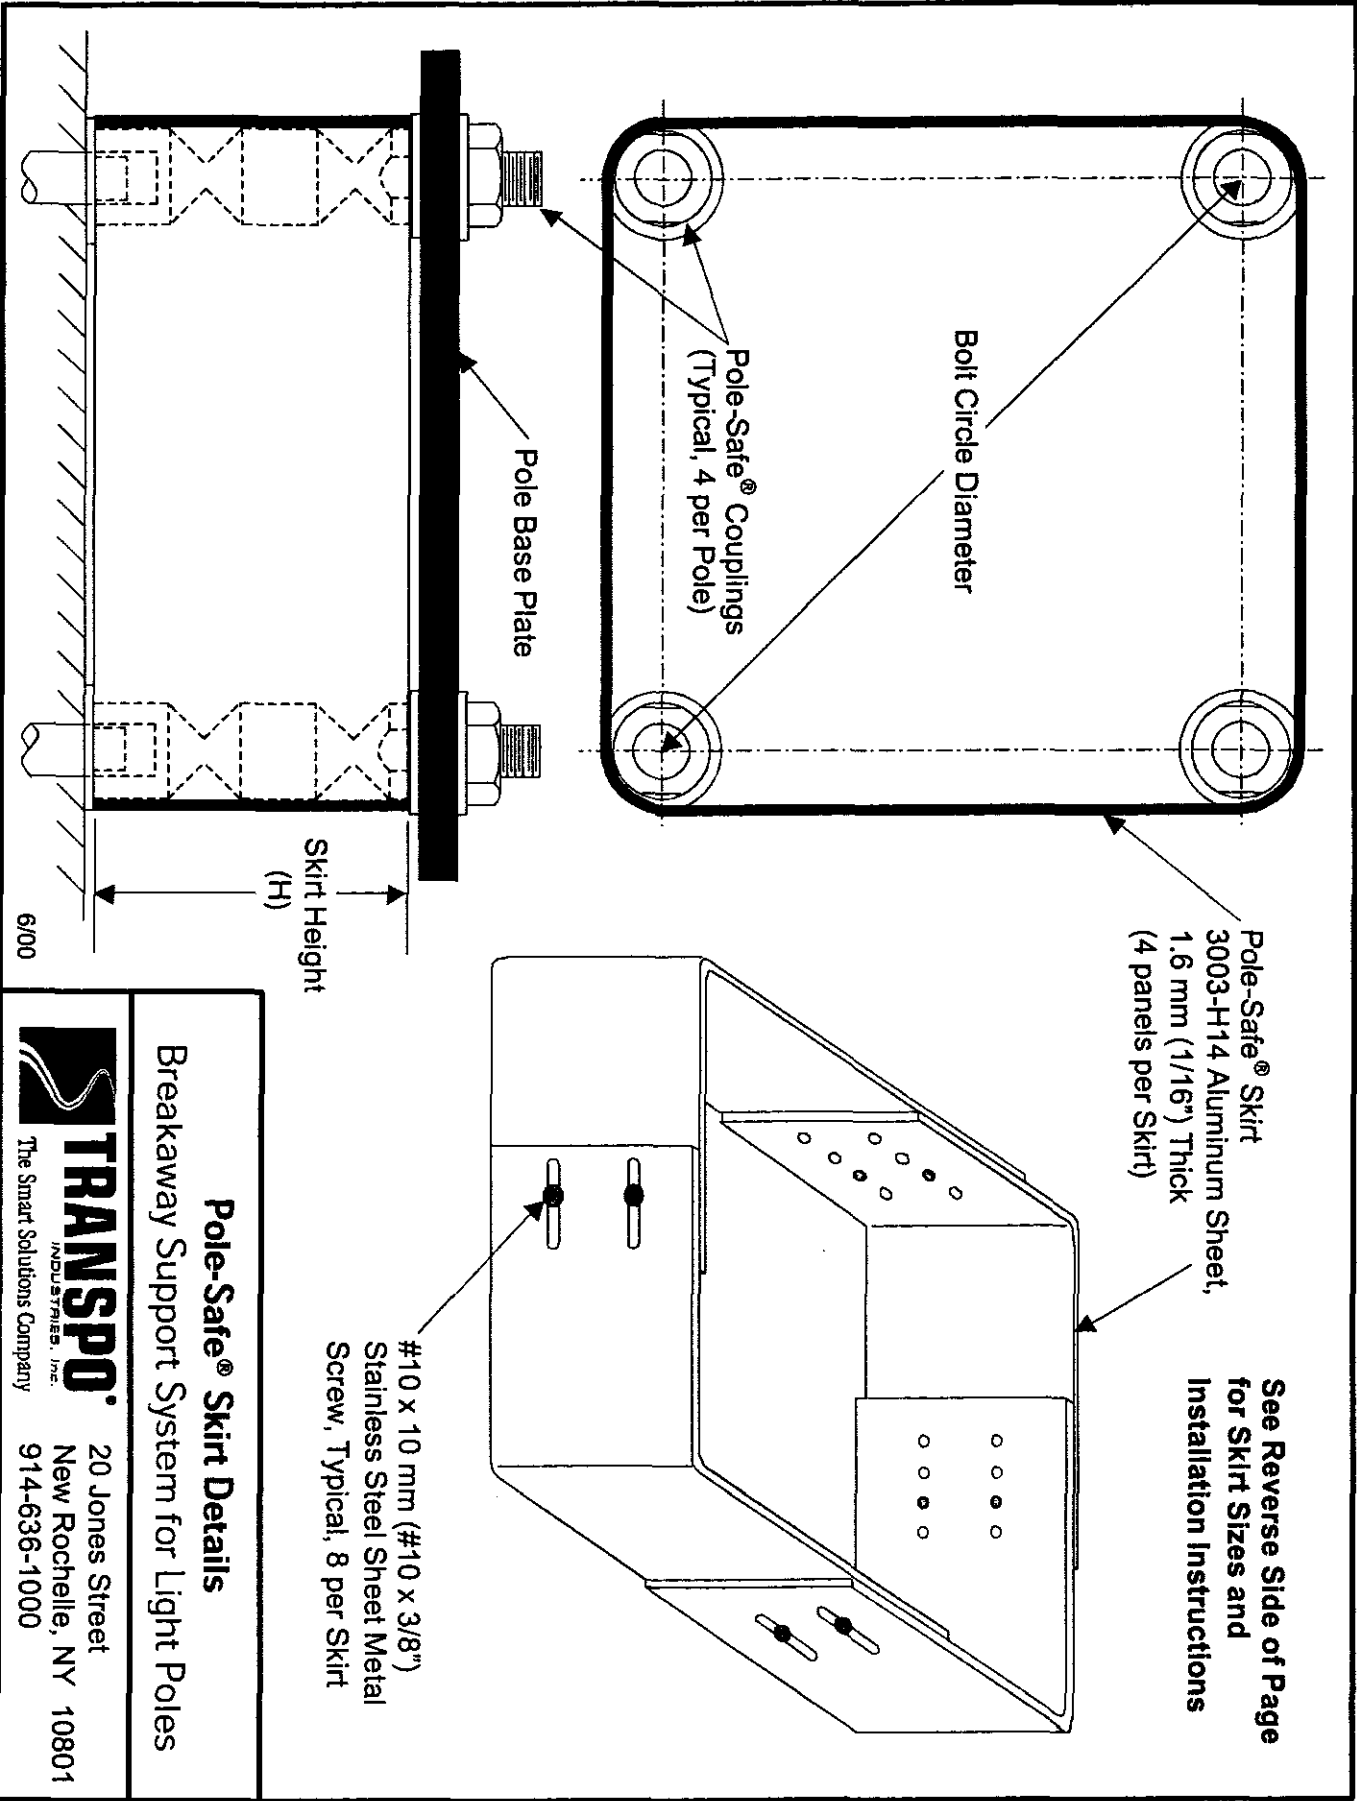 Bolt Circle Diameter
Pole-Safe® Couplings
(Typical, 4 per Pole)
Pole Base Plate
Skirt Height
(H)
6/00
Pole-Safe® Skirt
3003-H14 Aluminum Sheet,
1.6 mm (1/16") Thick
(4 panels per Skirt)
See Reverse Side of Page
for Skirt Sizes and
Installation Instructions
#10 x 10 mm (#10 x 3/8")
Stainless Steel Sheet Metal
Screw, Typical, 8 per Skirt
Pole-Safe® Skirt Details
Breakaway Support System for Light Poles
TRANSPO®
INDUSTRIES, Inc.
The Smart Solutions Company
20 Jones Street
New Rochelle, NY 10801
914-636-1000